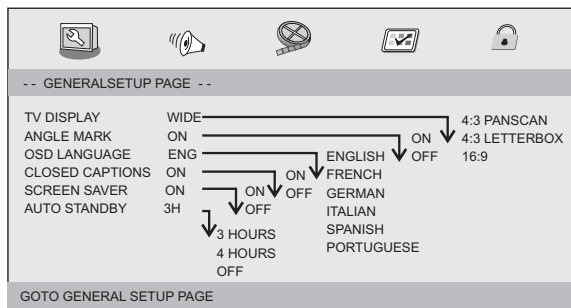 -- GENERALSETUP PAGE --
TV DISPLAY WIDE
ANGLE MARK ON
OSD LANGUAGE ENG
CLOSED CAPTIONS ON
SCREEN SAVER ON
AUTO STANDBY 3H
3 HOURS
4 HOURS
OFF
ON
OFF
ON
OFF
ENGLISH
FRENCH
GERMAN
ITALIAN
SPANISH
PORTUGUESE
ON
OFF
4:3 PANSCAN
4:3 LETTERBOX
16:9
GOTO GENERAL SETUP PAGE